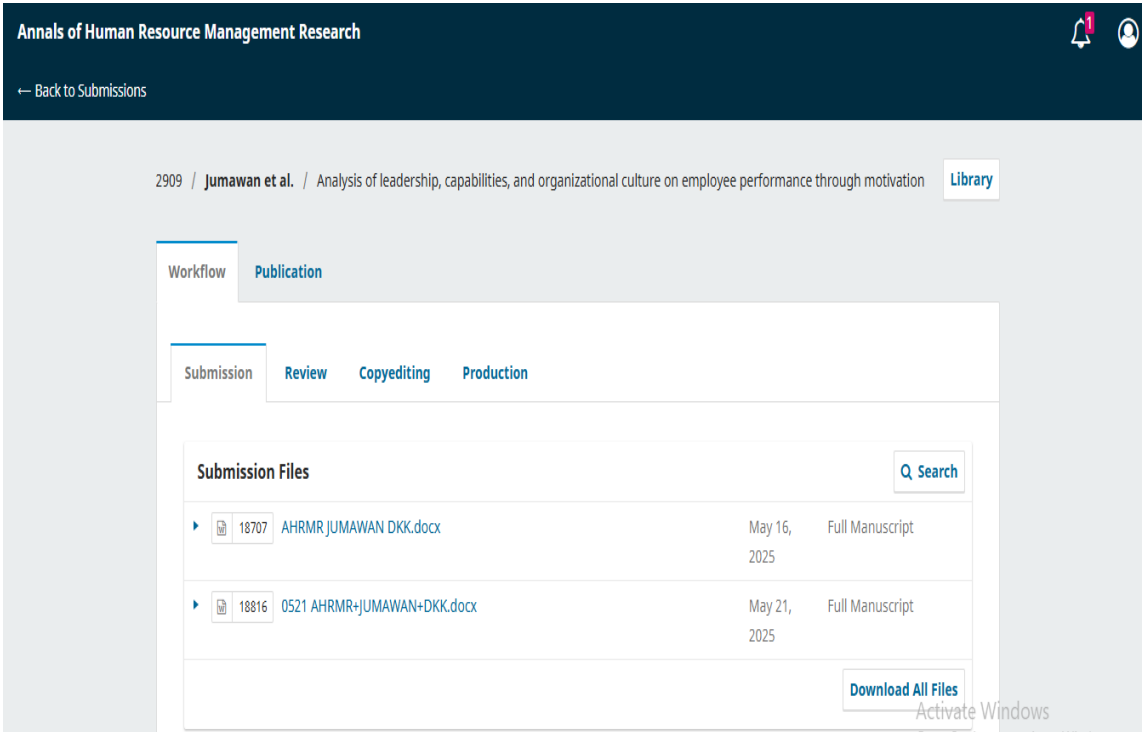 Annals of Human Resource Management Research
1
← Back to Submissions
2909 / Jumawan et al. / Analysis of leadership, capabilities, and organizational culture on employee performance through motivation
Library
Workflow
Publication
Submission
Review
Copyediting
Production
Submission Files
Search
18707 AHRMR JUMAWAN DKK.docx
May 16,
2025
Full Manuscript
18816 0521 AHRMR+JUMAWAN+DKK.docx
May 21,
2025
Full Manuscript
Download All Files
Activate Windows